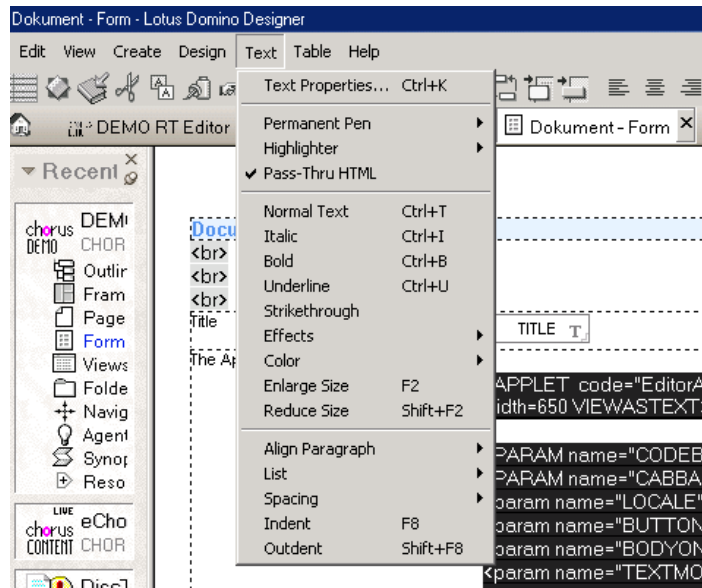 Dokument - Form - Lotus Domino Designer
Edit View Create Design Text Table Help
DEMO RT Editor
Dokument - Form
Recent
chorus DEMO
DEM
CHOR
Outlir
Fram
Page
Form
Views
Folde
Navig
Agent
Synop
Reso
LIVE
chorus CONTENT
eCho
CHOR
Text Properties... Ctrl+K
Permanent Pen
Highlighter
Pass-Thru HTML
Normal Text Ctrl+T
Italic Ctrl+I
Bold Ctrl+B
Underline Ctrl+U
Strikethrough
Effects
Color
Enlarge Size F2
Reduce Size Shift+F2
Align Paragraph
List
Spacing
Indent F8
Outdent Shift+F8
Docu
<br>
<br>
<br>
Title
TITLE T
The Ap
APPLET code="EditorA
idth=650 VIEWASTEXT>
PARAM name="CODEB
PARAM name="CABBA
param name="LOCALE"
param name="BUTTON
param name="BODYON
<param name="TEXTMO